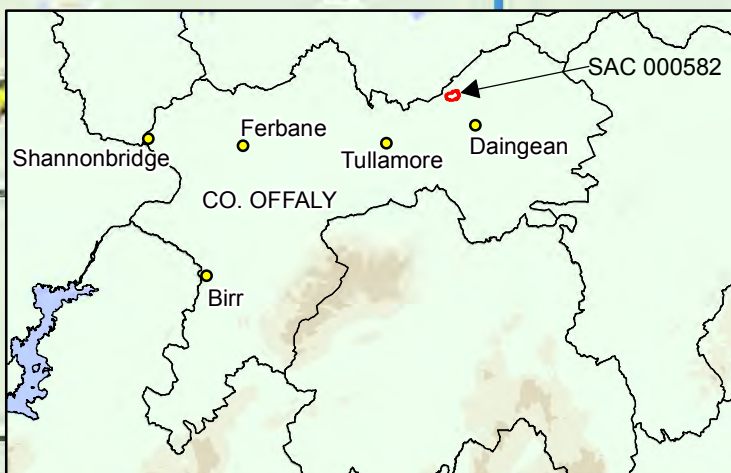 SAC 000582
Ferbane
Shannonbridge
Tullamore
Daingean
CO. OFFALY
Birr